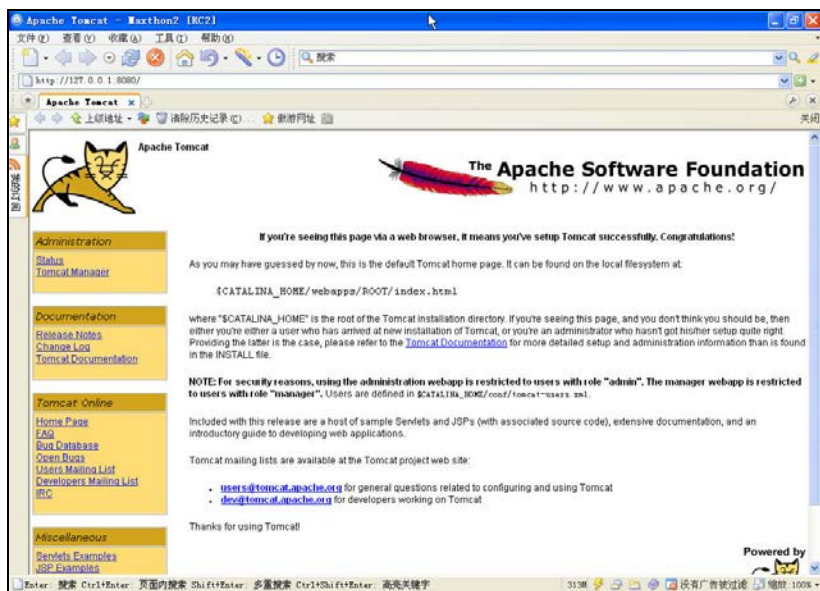 Apache Tomcat - Maxthon2 [RC2]
文件(F) 查看(V) 收藏(A) 工具(T) 帮助(H)
搜索
http://127.0.0.1:8080/
Apache Tomcat
上级地址 清除历史记录(C)... 傲游网址 关闭
Apache Tomcat
The Apache Software Foundation
http://www.apache.org/
Administration
Status
Tomcat Manager
Documentation
Release Notes
Change Log
Tomcat Documentation
Tomcat Online
Home Page
FAQ
Bug Database
Open Bugs
Users Mailing List
Developers Mailing List
IRC
Miscellaneous
Servlets Examples
JSP Examples
If you're seeing this page via a web browser, it means you've setup Tomcat successfully. Congratulations!
As you may have guessed by now, this is the default Tomcat home page. It can be found on the local filesystem at:
$CATALINA_HOME/webapps/ROOT/index.html
where "$CATALINA_HOME" is the root of the Tomcat installation directory. If you're seeing this page, and you don't think you should be, then
either you're either a user who has arrived at new installation of Tomcat, or you're an administrator who hasn't got his/her setup quite right.
Providing the latter is the case, please refer to the Tomcat Documentation for more detailed setup and administration information than is found
in the INSTALL file.
NOTE: For security reasons, using the administration webapp is restricted to users with role "admin". The manager webapp is restricted
to users with role "manager". Users are defined in $CATALINA_HOME/conf/tomcat-users.xml.
Included with this release are a host of sample Servlets and JSPs (with associated source code), extensive documentation, and an
introductory guide to developing web applications.
Tomcat mailing lists are available at the Tomcat project web site:
users@tomcat.apache.org for general questions related to configuring and using Tomcat
dev@tomcat.apache.org for developers working on Tomcat
Thanks for using Tomcat!
Powered by
Enter: 搜索 Ctrl+Enter: 页面内搜索 Shift+Enter: 多重搜索 Ctrl+Shift+Enter: 高亮关键字 313M 没有广告被过滤 缩放: 100%